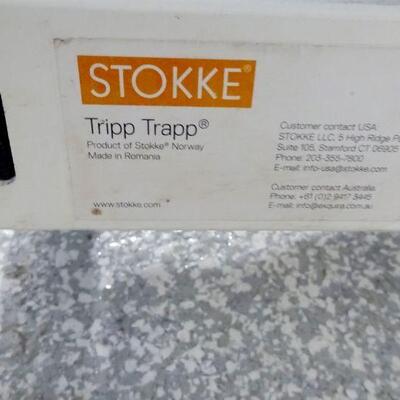 STOKKE®
Tripp Trapp®
Product of Stokke® Norway
Made in Romania
www.stokke.com
Customer contact USA:
STOKKE LLC, 5 High Ridge
Suite 105, Stamford CT 06905
Phone: 203-355-7800
E-mail: info-usa@stokke.com
Customer contact Australia:
Phone: +61 (0)2 9417 3445
E-mail: info@exquira.com.au